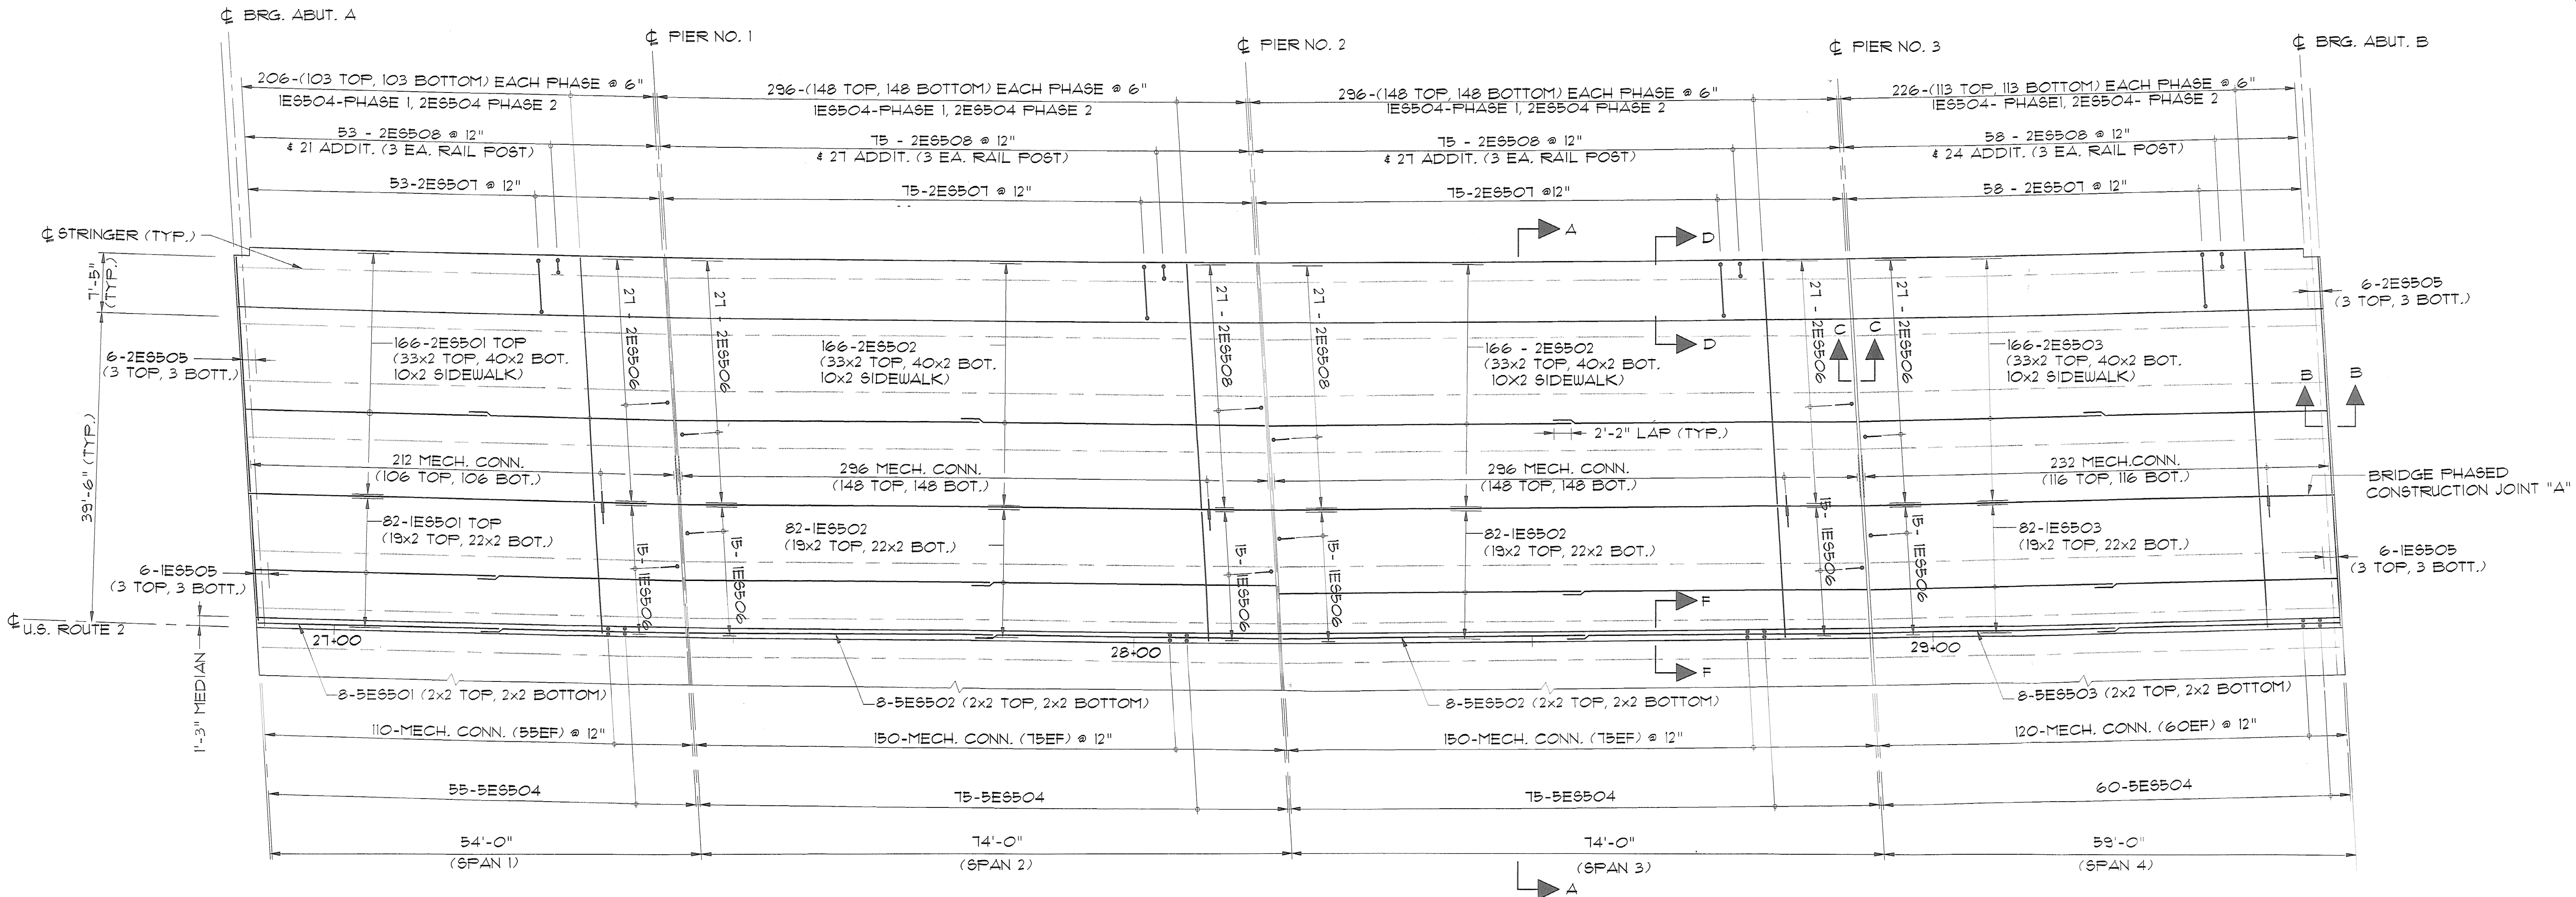 ℄ BRG. ABUT. A
℄ PIER NO. 1
℄ PIER NO. 2
℄ PIER NO. 3
℄ BRG. ABUT. B
206-(103 TOP, 103 BOTTOM) EACH PHASE @ 6"
1ES504-PHASE 1, 2ES504 PHASE 2
296-(148 TOP, 148 BOTTOM) EACH PHASE @ 6"
1ES504-PHASE 1, 2ES504 PHASE 2
296-(148 TOP, 148 BOTTOM) EACH PHASE @ 6"
1ES504-PHASE 1, 2ES504 PHASE 2
226-(113 TOP, 113 BOTTOM) EACH PHASE @ 6"
1ES504- PHASE1, 2ES504- PHASE 2
53 - 2ES508 @ 12"
& 21 ADDIT. (3 EA. RAIL POST)
75 - 2ES508 @ 12"
& 27 ADDIT. (3 EA. RAIL POST)
75 - 2ES508 @ 12"
& 27 ADDIT. (3 EA. RAIL POST)
58 - 2ES508 @ 12"
& 24 ADDIT. (3 EA. RAIL POST)
53-2ES507 @ 12"
75-2ES507 @ 12"
75-2ES507 @12"
58 - 2ES507 @ 12"
℄ STRINGER (TYP.)
A
D
7'-5"
(TYP.)
27 - 2ES506
27 - 2ES506
27 - 2ES508
27 - 2ES508
27 - 2ES506
27 - 2ES506
6-2ES505
(3 TOP, 3 BOTT.)
6-2ES505
(3 TOP, 3 BOTT.)
166-2ES501 TOP
(33x2 TOP, 40x2 BOT.
10x2 SIDEWALK)
166-2ES502
(33x2 TOP, 40x2 BOT.
10x2 SIDEWALK)
166 - 2ES502
(33x2 TOP, 40x2 BOT.
10x2 SIDEWALK)
166-2ES503
(33x2 TOP, 40x2 BOT.
10x2 SIDEWALK)
D
C
C
B
B
39'-6" (TYP.)
2'-2" LAP (TYP.)
212 MECH. CONN.
(106 TOP, 106 BOT.)
296 MECH. CONN.
(148 TOP, 148 BOT.)
296 MECH. CONN.
(148 TOP, 148 BOT.)
232 MECH.CONN.
(116 TOP, 116 BOT.)
BRIDGE PHASED
CONSTRUCTION JOINT "A"
82-1ES501 TOP
(19x2 TOP, 22x2 BOT.)
82-1ES502
(19x2 TOP, 22x2 BOT.)
82-1ES502
(19x2 TOP, 22x2 BOT.)
82-1ES503
(19x2 TOP, 22x2 BOT.)
15- 1ES506
15- 1ES506
15- 1ES506
15- 1ES506
15- 1ES506
15- 1ES506
6-1ES505
(3 TOP, 3 BOTT.)
6-1ES505
(3 TOP, 3 BOTT.)
℄ U.S. ROUTE 2
F
27+00
28+00
29+00
F
1'-3" MEDIAN
8-5ES501 (2x2 TOP, 2x2 BOTTOM)
8-5ES502 (2x2 TOP, 2x2 BOTTOM)
8-5ES502 (2x2 TOP, 2x2 BOTTOM)
8-5ES503 (2x2 TOP, 2x2 BOTTOM)
110-MECH. CONN. (55EF) @ 12"
150-MECH. CONN. (75EF) @ 12"
150-MECH. CONN. (75EF) @ 12"
120-MECH. CONN. (60EF) @ 12"
55-5ES504
75-5ES504
75-5ES504
60-5ES504
54'-0"
(SPAN 1)
74'-0"
(SPAN 2)
74'-0"
(SPAN 3)
59'-0"
(SPAN 4)
A